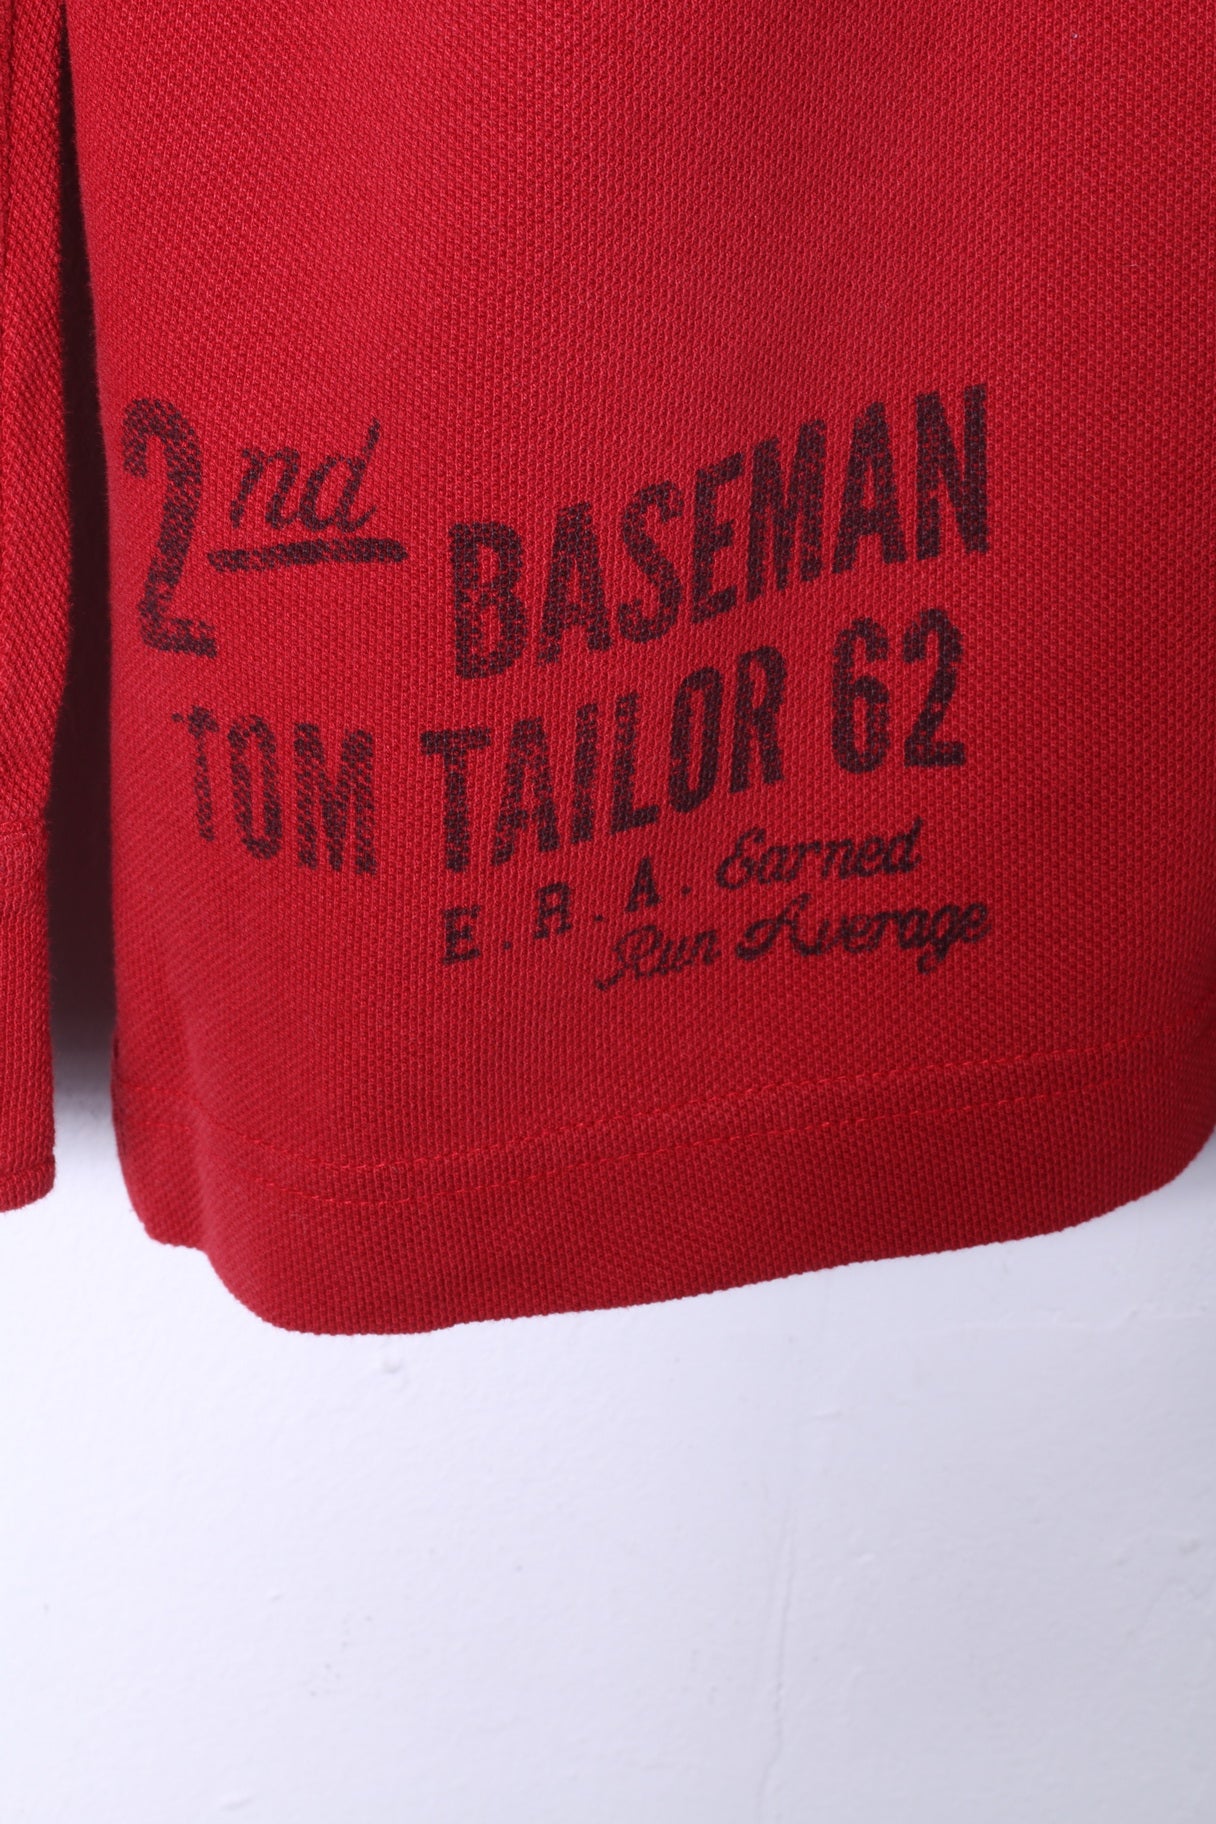 2nd BASEMAN
TOM TAILOR 62
E.R.A. Earned
Run Average